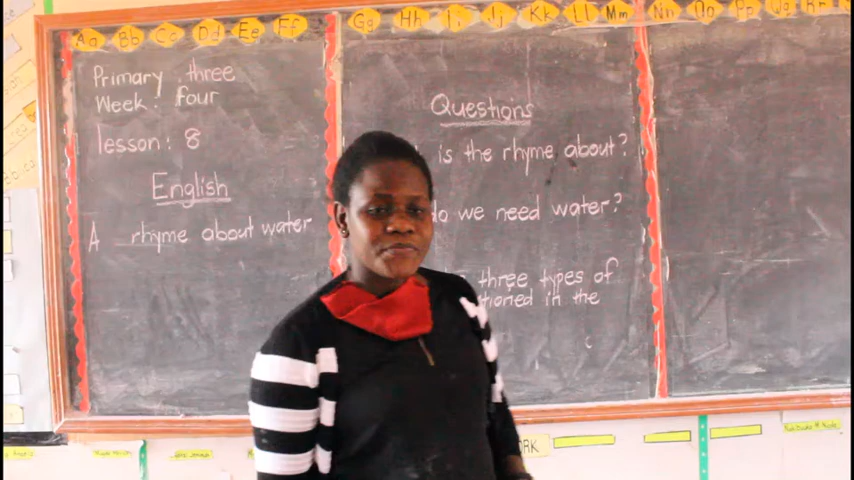 Aa Bb Cc Dd Ee Ff Gg Hh Ii Jj Kk Ll Mm Nn Oo Pp Qq Rr
Primary three
Week: four
lesson: 8
English
A rhyme about water
Questions
is the rhyme about?
do we need water?
three types of
in the